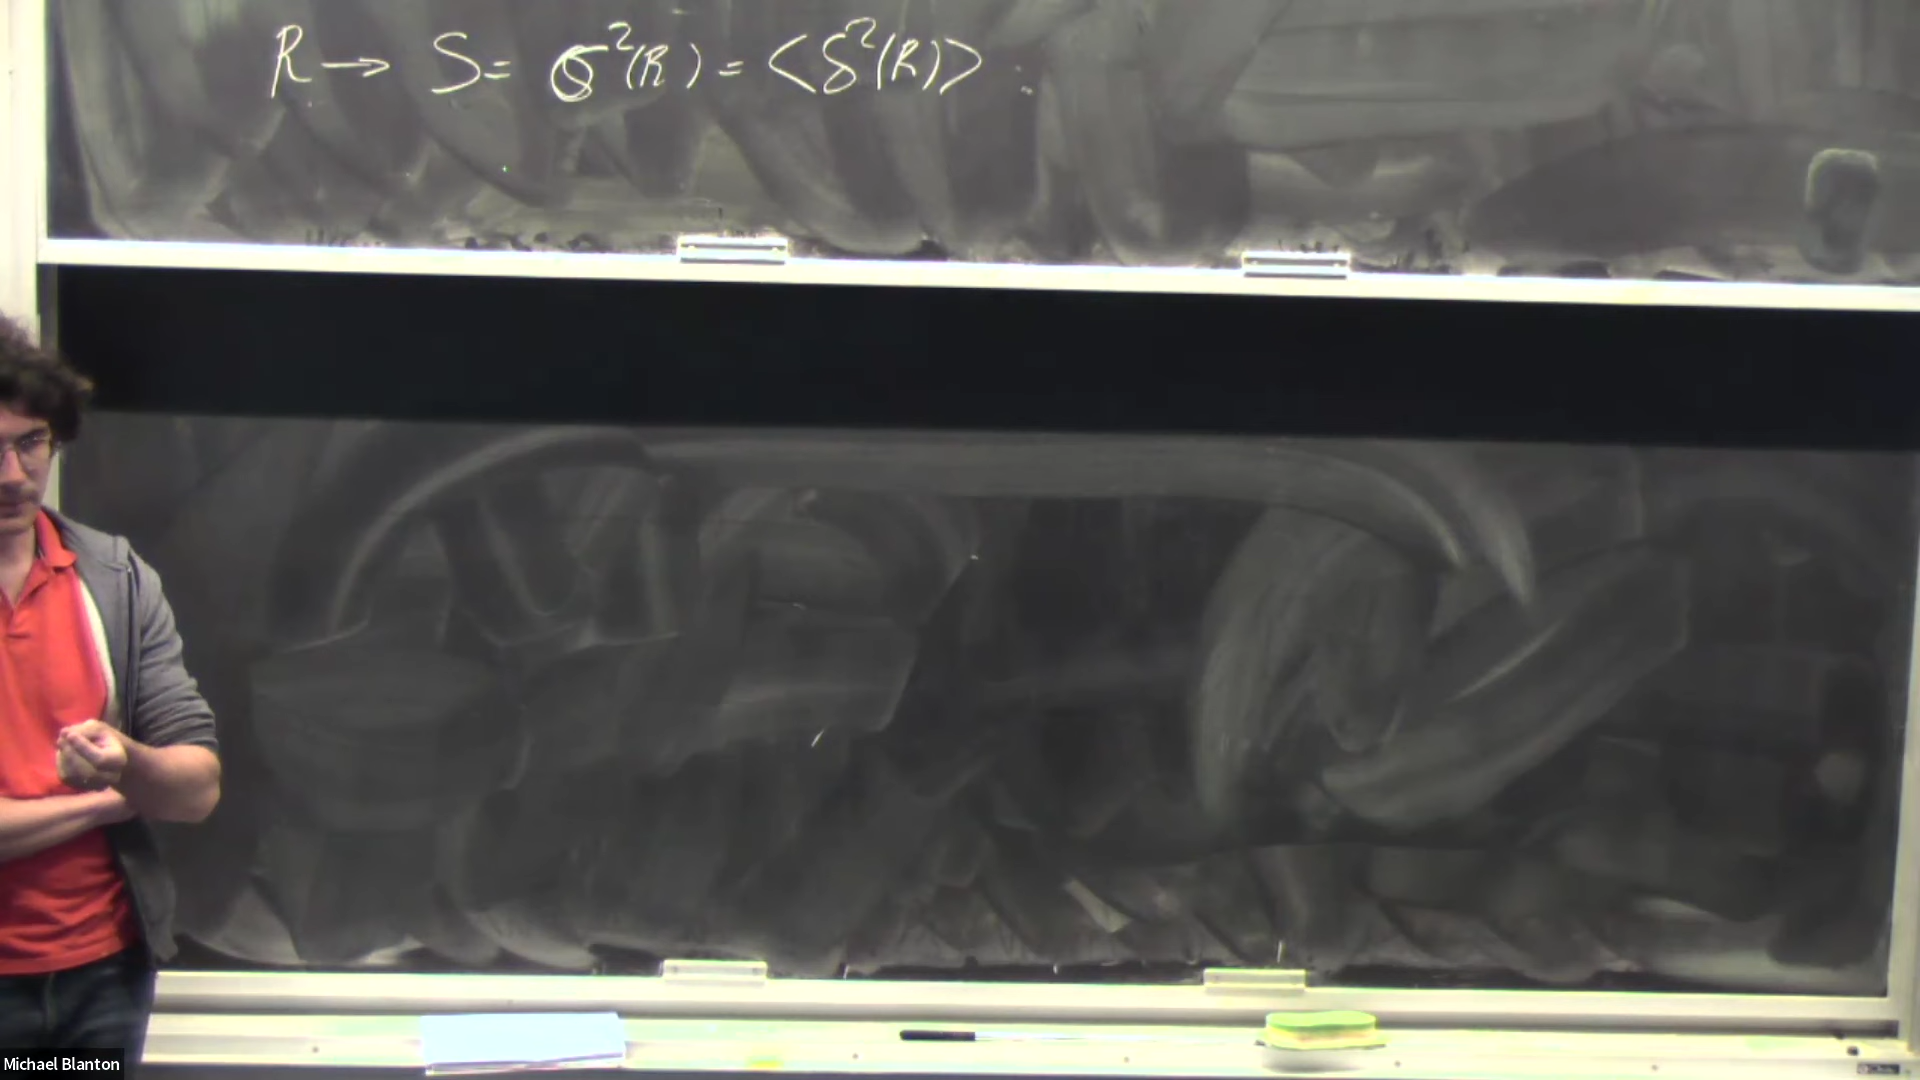 R → S = σ²(R) = <δ²(R)>
Michael Blanton